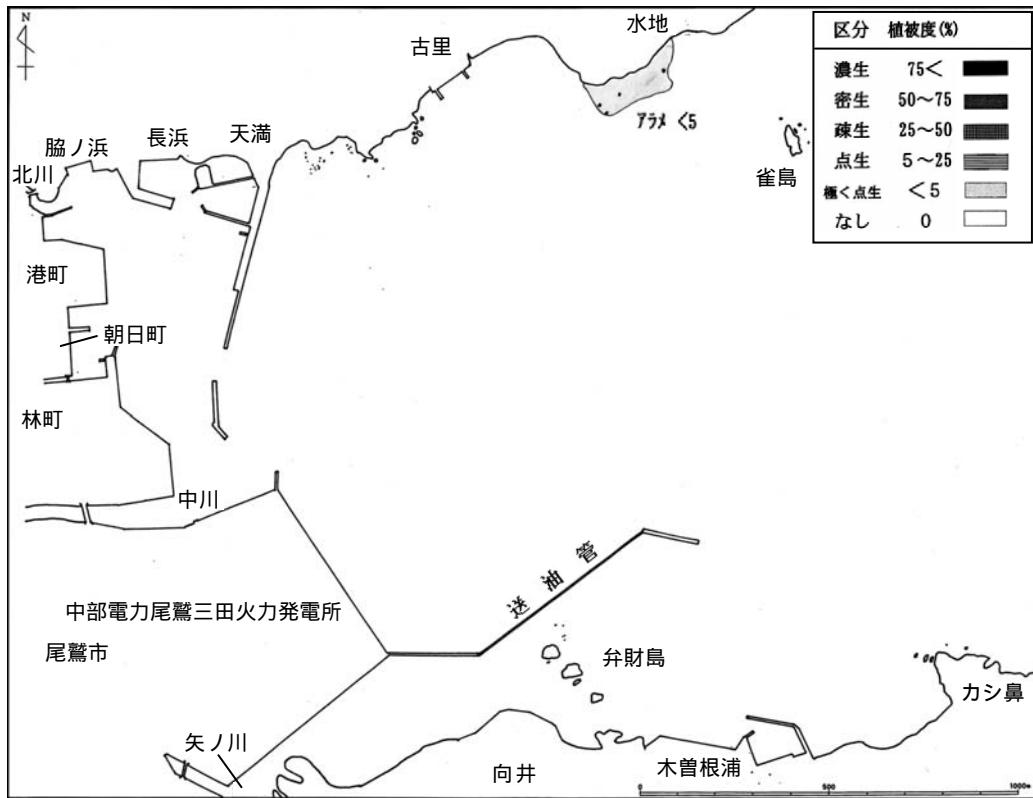 N
水地
古里
アラメ <5
雀島
天満
長浜
脇ノ浜
北川
港町
朝日町
林町
中川
送油管
中部電力尾鷲三田火力発電所
尾鷲市
弁財島
カシ鼻
矢ノ川
向井
木曽根浦
0 500 1000m
区分 植被度(%)
濃生 75<
密生 50~75
疎生 25~50
点生 5~25
極く点生 <5
なし 0